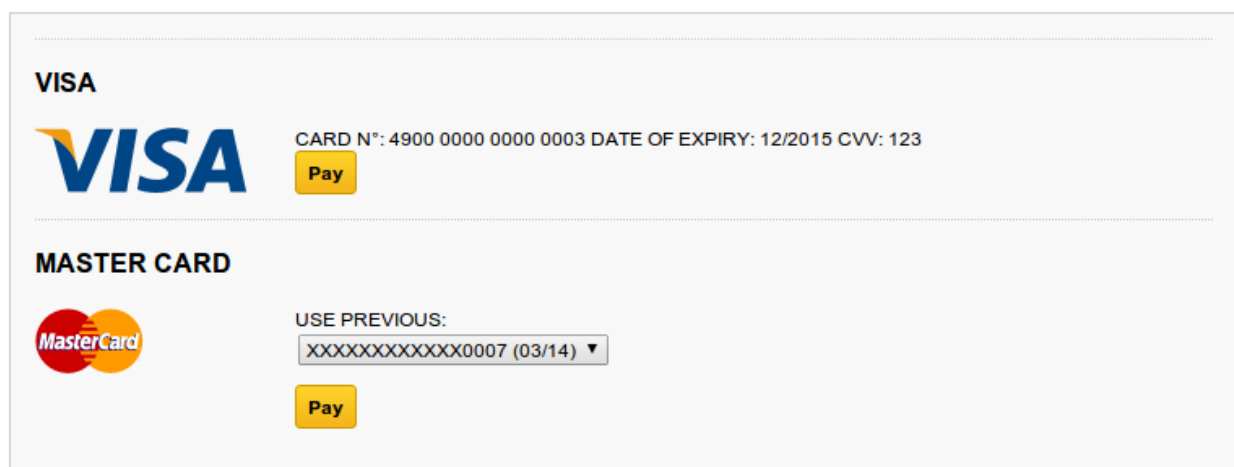 VISA
VISA
CARD N°: 4900 0000 0000 0003 DATE OF EXPIRY: 12/2015 CVV: 123
Pay
MASTER CARD
MasterCard
USE PREVIOUS:
XXXXXXXXXXXX0007 (03/14)
Pay